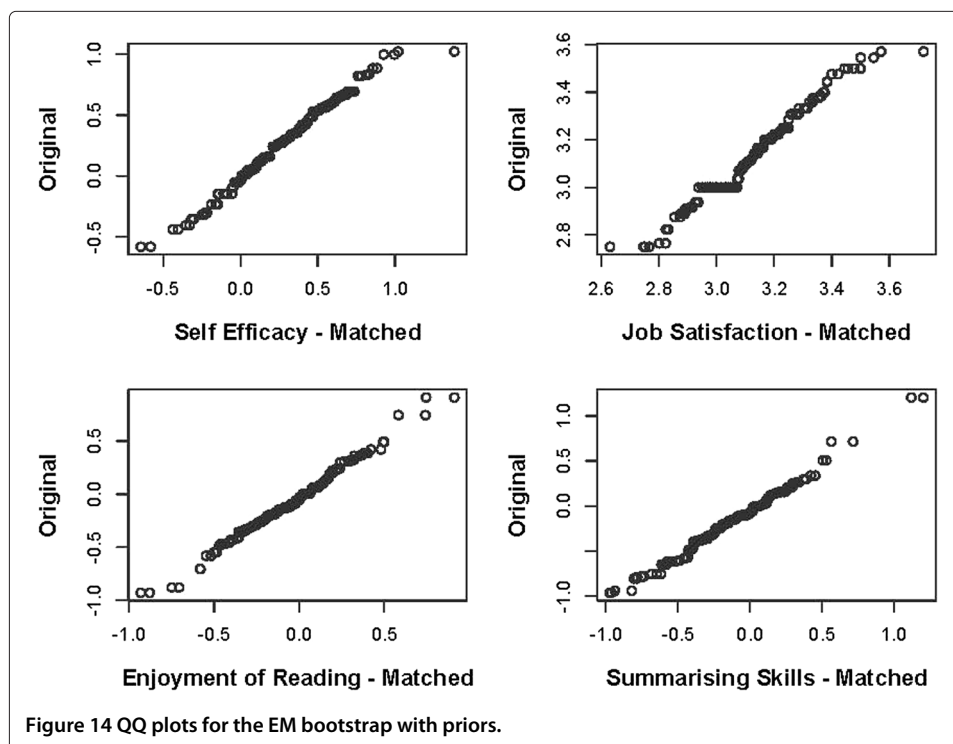 Original
1.0
0.5
0.0
-0.5
-0.5 0.0 0.5 1.0
Self Efficacy - Matched
Original
3.6
3.4
3.2
3.0
2.8
2.6 2.8 3.0 3.2 3.4 3.6
Job Satisfaction - Matched
Original
0.5
0.0
-0.5
-1.0
-1.0 -0.5 0.0 0.5
Enjoyment of Reading - Matched
Original
1.0
0.5
0.0
-1.0
-1.0 -0.5 0.0 0.5 1.0
Summarising Skills - Matched
Figure 14 QQ plots for the EM bootstrap with priors.